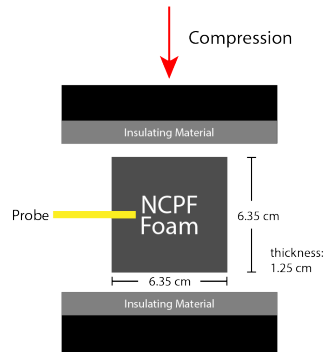 Compression
Insulating Material
NCPF
Foam
Probe
6.35 cm
thickness:
1.25 cm
6.35 cm
Insulating Material